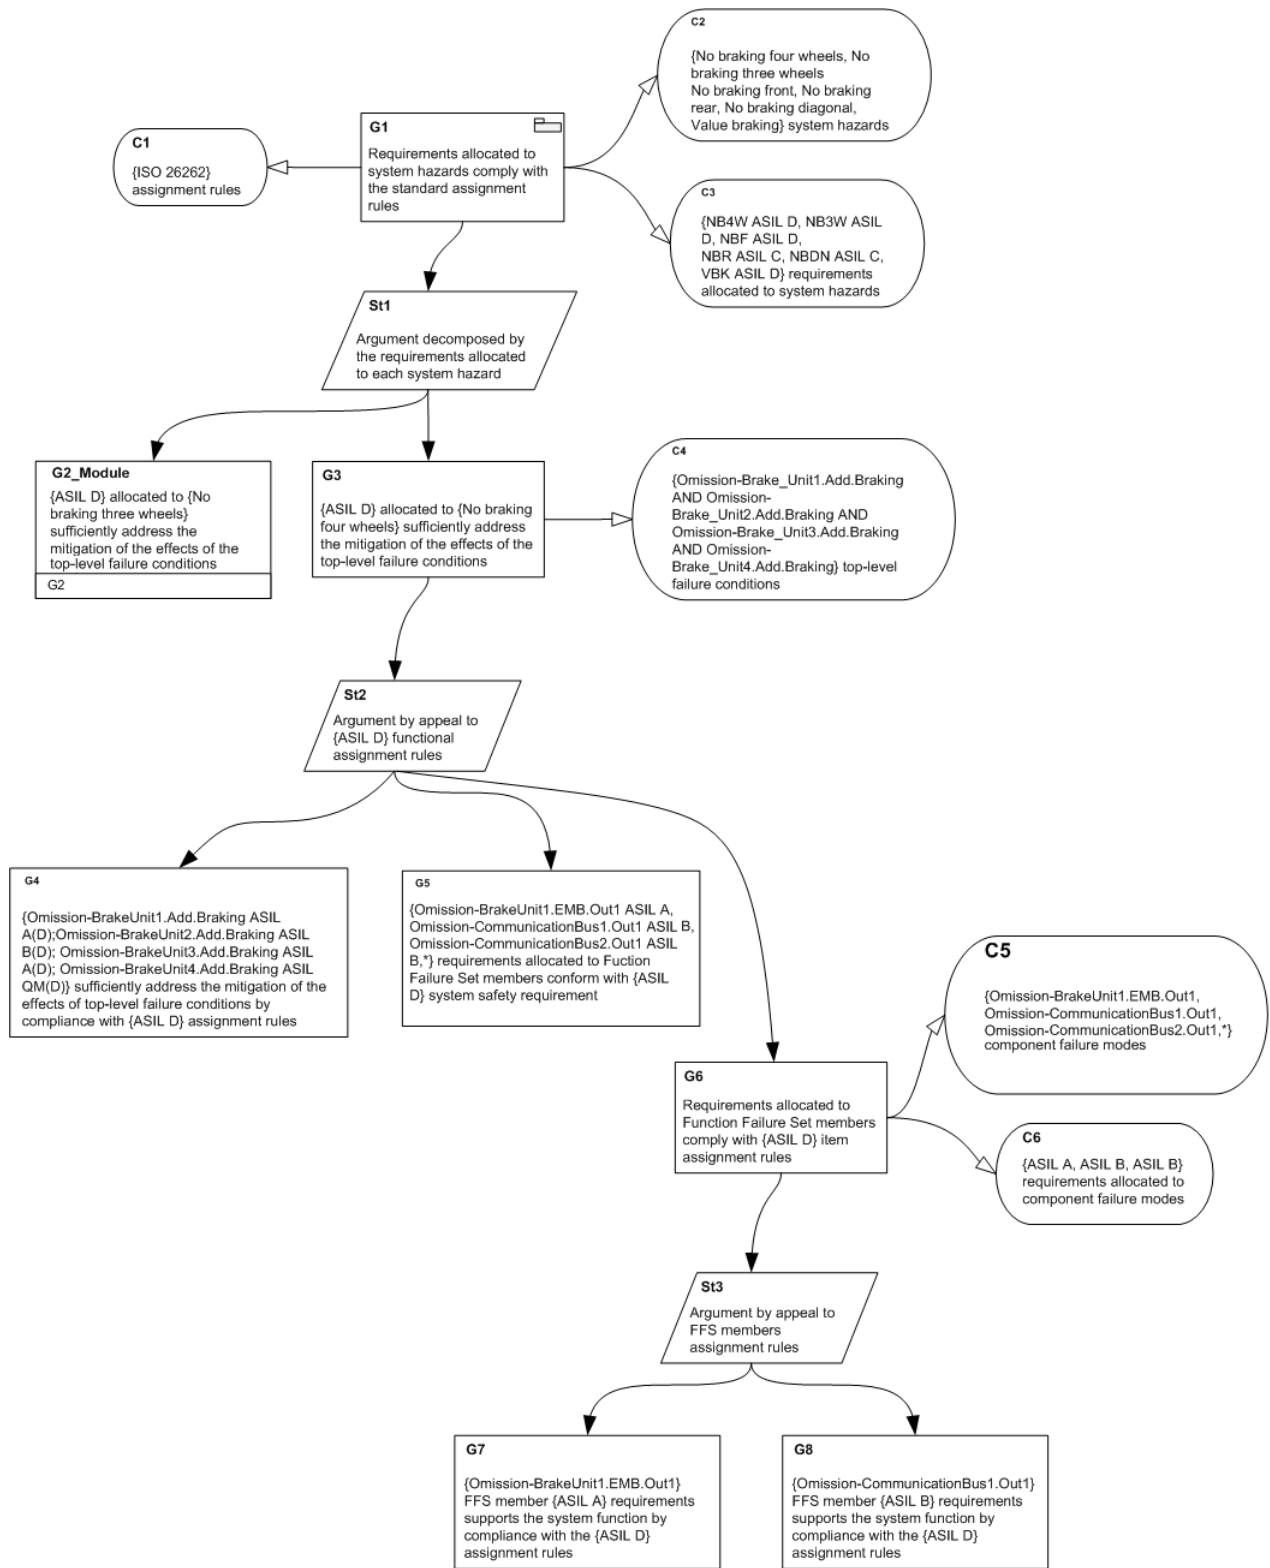 C2
{No braking four wheels, No
braking three wheels
No braking front, No braking
rear, No braking diagonal,
Value braking} system hazards
G1
Requirements allocated to
system hazards comply with
the standard assignment
rules
C1
{ISO 26262}
assignment rules
C3
{NB4W ASIL D, NB3W ASIL
D, NBF ASIL D,
NBR ASIL C, NBDN ASIL C,
VBK ASIL D} requirements
allocated to system hazards
St1
Argument decomposed by
the requirements allocated
to each system hazard
G2_Module
{ASIL D} allocated to {No
braking three wheels}
sufficiently address the
mitigation of the effects of the
top-level failure conditions
G2
G3
{ASIL D} allocated to {No braking
four wheels} sufficiently address
the mitigation of the effects of the
top-level failure conditions
C4
{Omission-Brake_Unit1.Add.Braking
AND Omission-
Brake_Unit2.Add.Braking AND
Omission-Brake_Unit3.Add.Braking
AND Omission-
Brake_Unit4.Add.Braking} top-level
failure conditions
St2
Argument by appeal to
{ASIL D} functional
assignment rules
G4
{Omission-BrakeUnit1.Add.Braking ASIL
A(D);Omission-BrakeUnit2.Add.Braking ASIL
B(D); Omission-BrakeUnit3.Add.Braking ASIL
A(D); Omission-BrakeUnit4.Add.Braking ASIL
QM(D)} sufficiently address the mitigation of the
effects of top-level failure conditions by
compliance with {ASIL D} assignment rules
G5
{Omission-BrakeUnit1.EMB.Out1 ASIL A,
Omission-CommunicationBus1.Out1 ASIL B,
Omission-CommunicationBus2.Out1 ASIL
B,*} requirements allocated to Fuction
Failure Set members conform with {ASIL
D} system safety requirement
C5
{Omission-BrakeUnit1.EMB.Out1,
Omission-CommunicationBus1.Out1,
Omission-CommunicationBus2.Out1,*}
component failure modes
G6
Requirements allocated to
Function Failure Set members
comply with {ASIL D} item
assignment rules
C6
{ASIL A, ASIL B, ASIL B}
requirements allocated to
component failure modes
St3
Argument by appeal to
FFS members
assignment rules
G7
{Omission-BrakeUnit1.EMB.Out1}
FFS member {ASIL A} requirements
supports the system function by
compliance with the {ASIL D}
assignment rules
G8
{Omission-CommunicationBus1.Out1}
FFS member {ASIL B} requirements
supports the system function by
compliance with the {ASIL D}
assignment rules